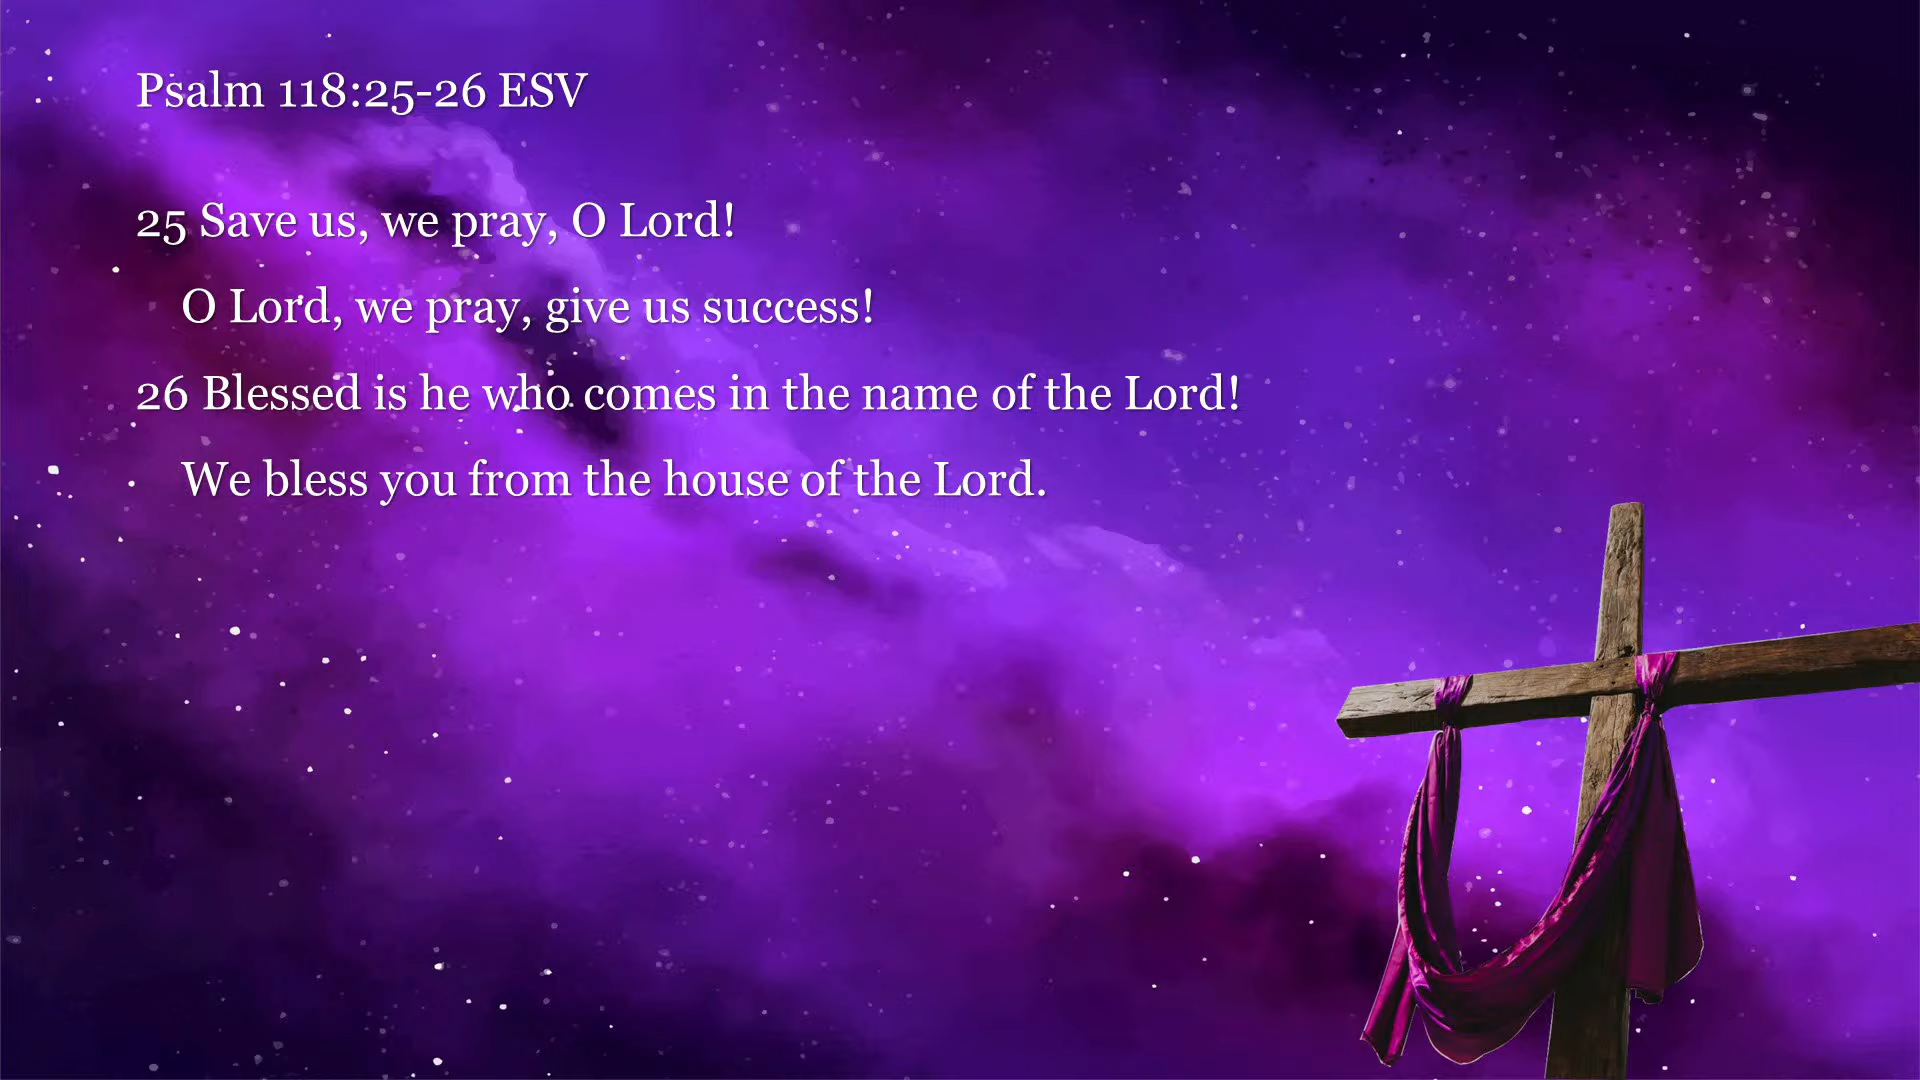 Psalm 118:25-26 ESV
25 Save us, we pray, O Lord!
O Lord, we pray, give us success!
26 Blessed is he who comes in the name of the Lord!
We bless you from the house of the Lord.